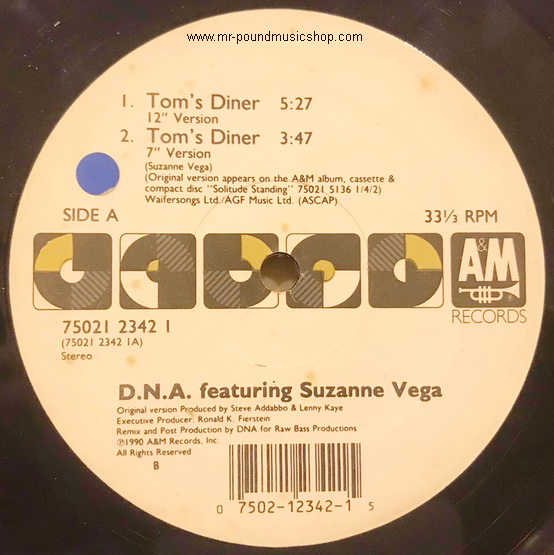 www.mr-poundmusicshop.com
1. Tom's Diner 5:27
12" Version
2. Tom's Diner 3:47
7" Version
(Suzanne Vega)
(Original version appears on the A&M album, cassette &
compact disc "Solitude Standing" 75021 5136 1/4/2)
Waifersongs Ltd./AGF Music Ltd. (ASCAP)
SIDE A
33⅓ RPM
A&M
®
RECORDS
75021 2342 1
(75021 2342 1A)
Stereo
D.N.A. featuring Suzanne Vega
Original version Produced by Steve Addabbo & Lenny Kaye
Executive Producer: Ronald K. Fierstein
Remix and Post Production by DNA for Raw Bass Productions
℗1990 A&M Records, Inc.
All Rights Reserved
B
0 7502-12342-1 5